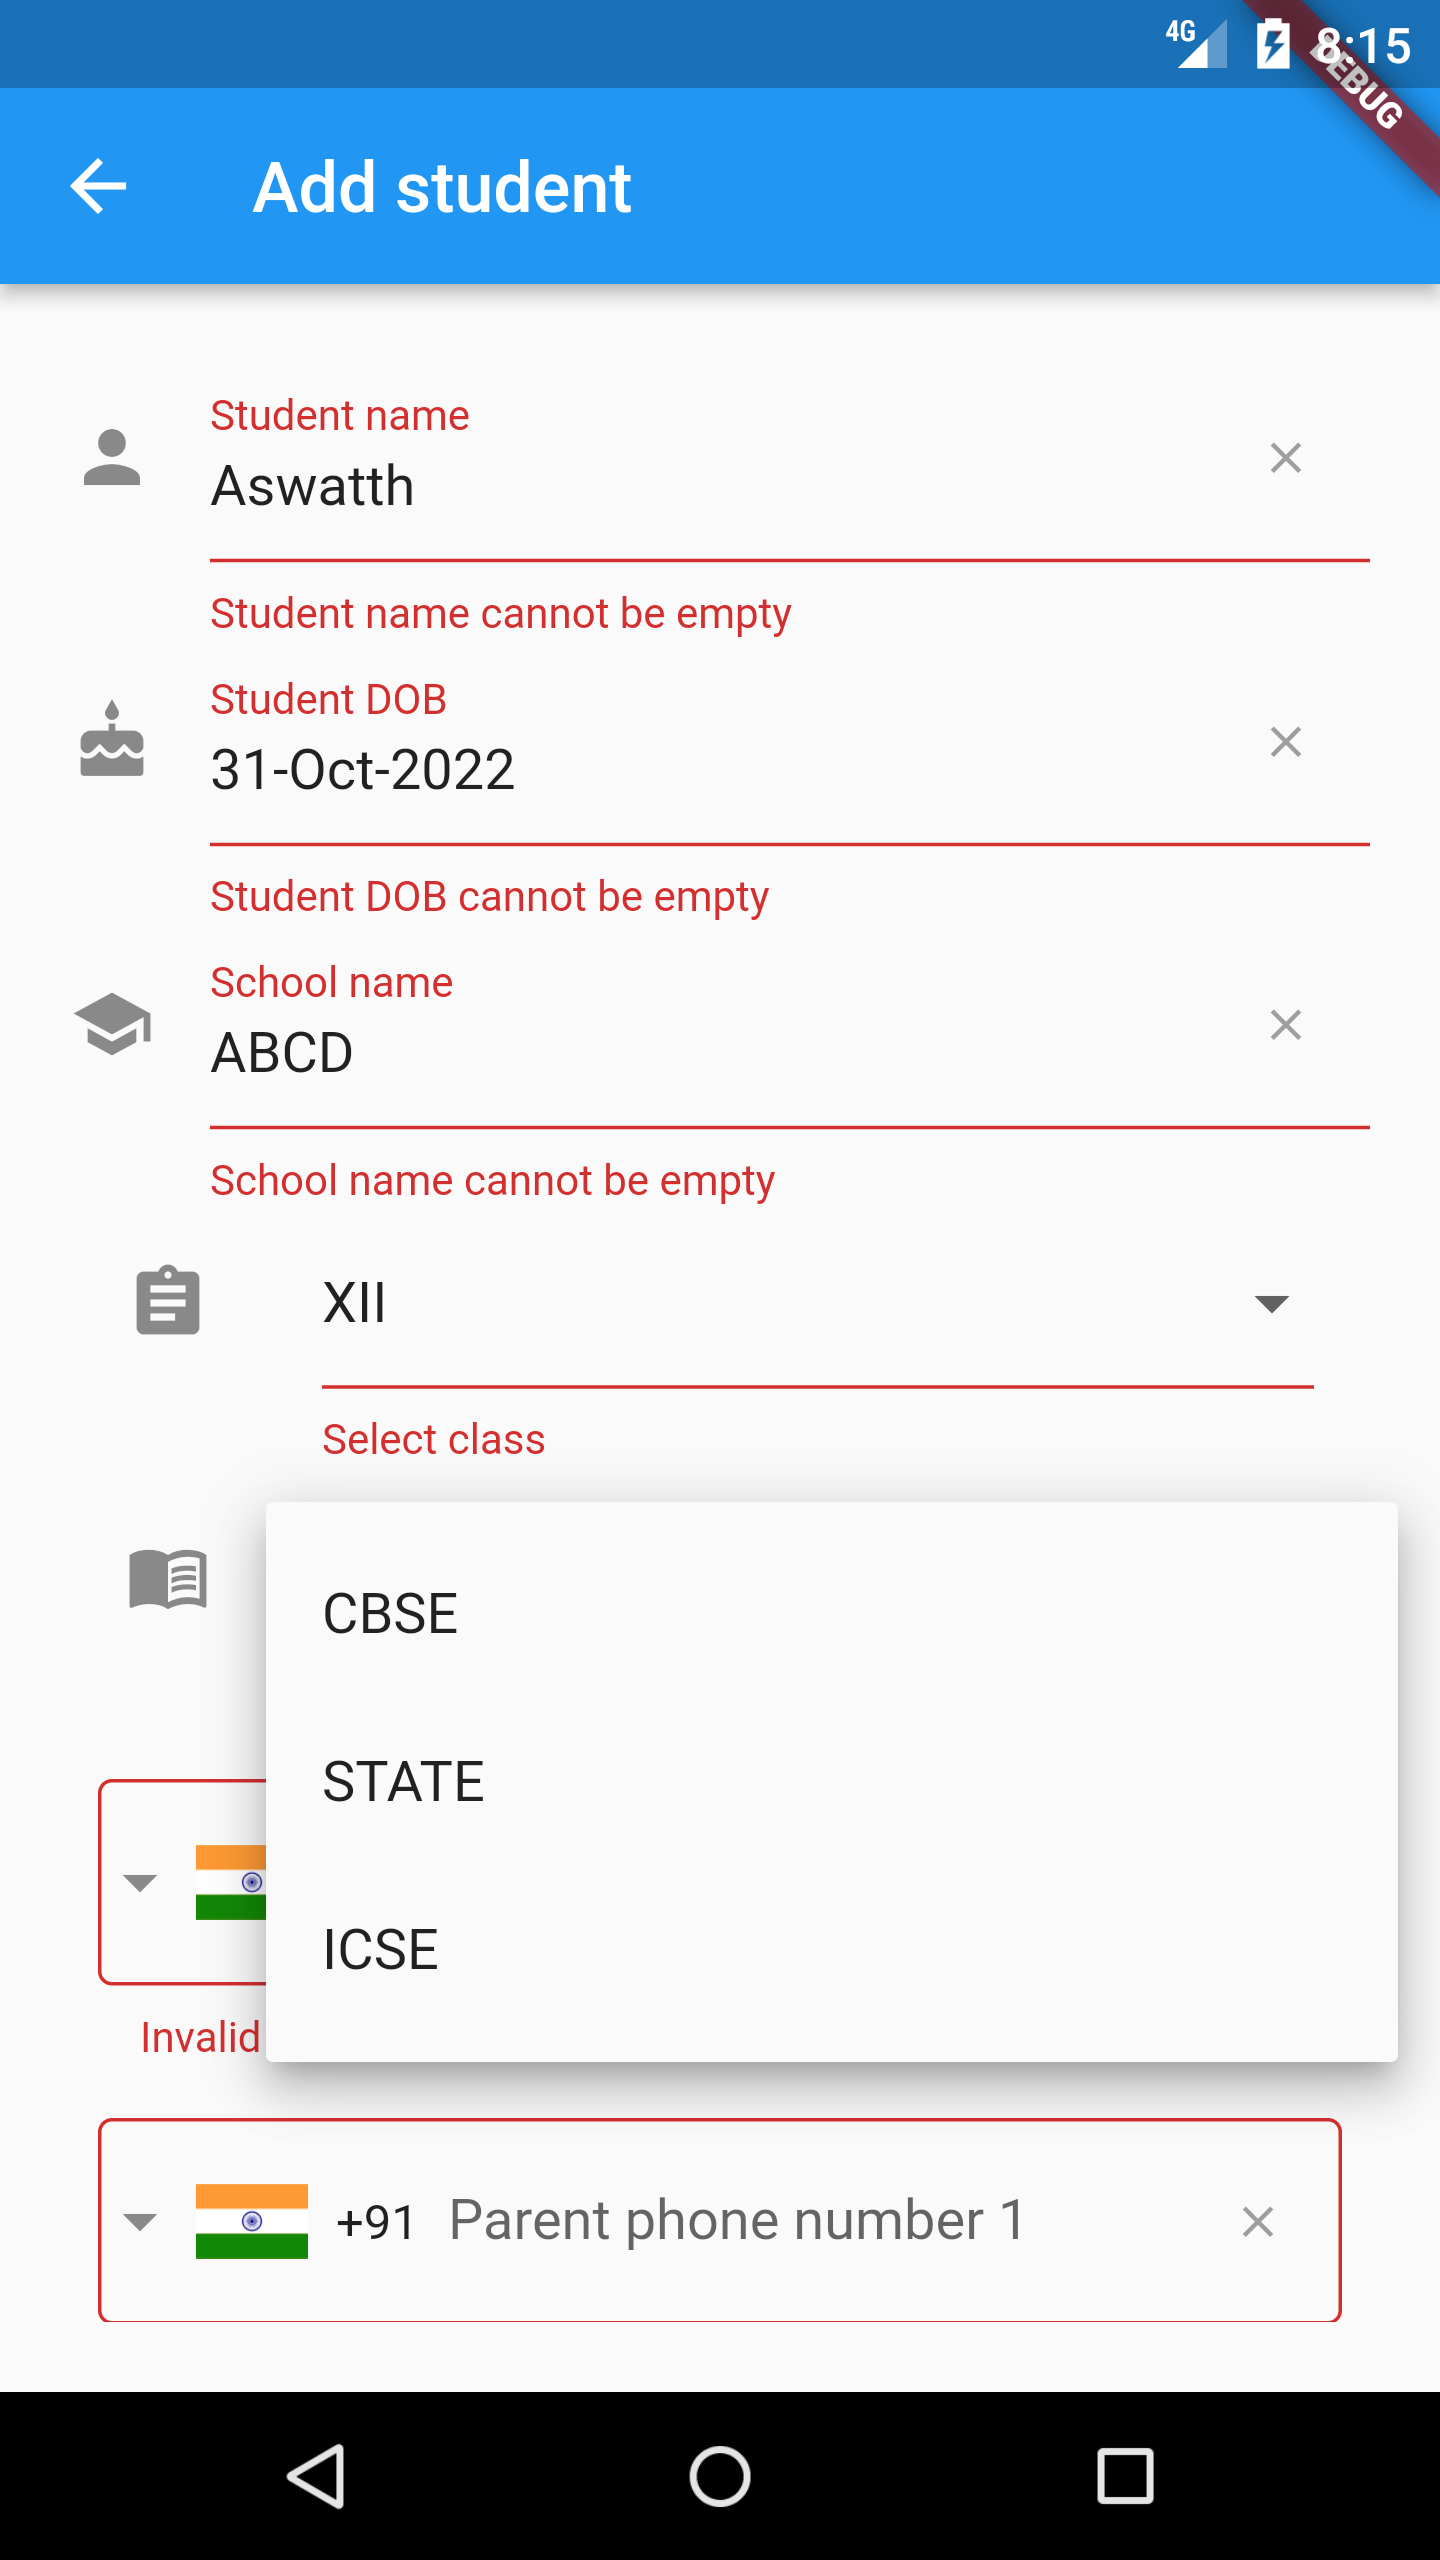 4G 8:15
DEBUG
Add student
Student name
Aswatth
Student name cannot be empty
Student DOB
31-Oct-2022
Student DOB cannot be empty
School name
ABCD
School name cannot be empty
XII
Select class
CBSE
STATE
ICSE
Invalid
+91 Parent phone number 1